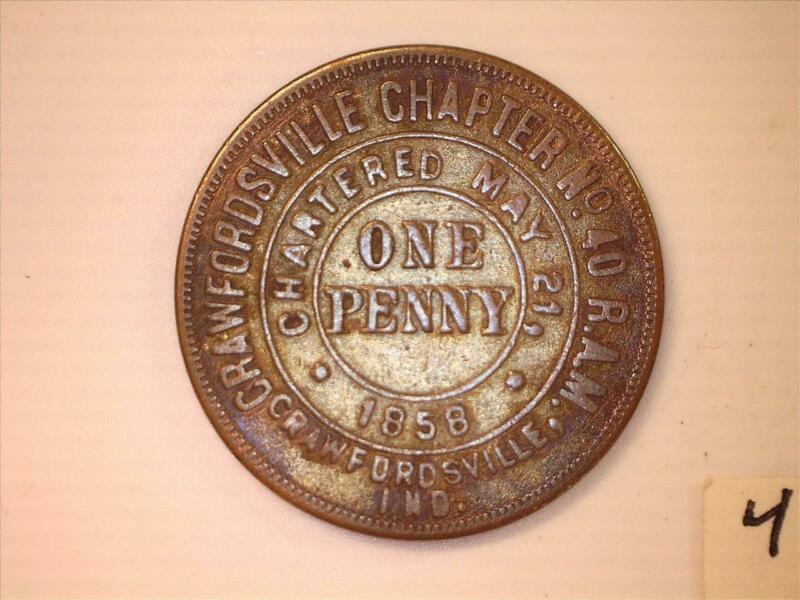 CRAWFORDSVILLE CHAPTER No. 40 R.A.M.
CRAWFORDSVILLE,
IND.
CHARTERED MAY 21,
1858
ONE
PENNY
4